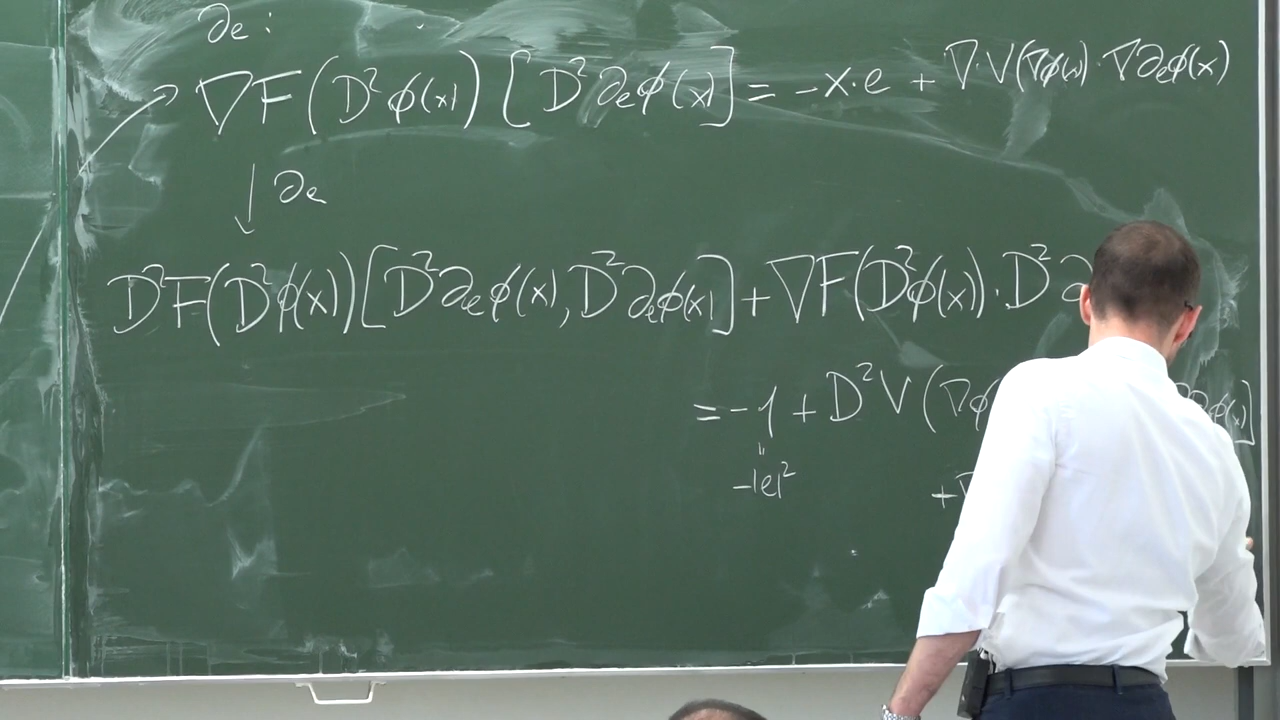 ∂e :
∇F(D²ϕ(x)) [D²∂eϕ(x)] = -x·e + ∇·V(∇ϕ(x))·∇∂eϕ(x)
↓ ∂e
D²F(D²ϕ(x))[D²∂eϕ(x), D²∂eϕ(x)] + ∇F(D²ϕ(x))·D²∂
= -1 + D²V(∇ϕ ∂ϕ(x)]
"
-|e|² +